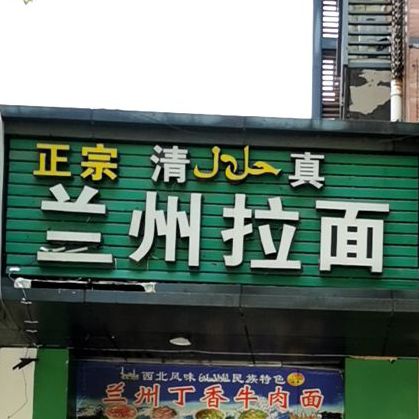 正宗 清 حلال 真
兰州拉面
西北风味 民族特色
兰州丁香牛肉面